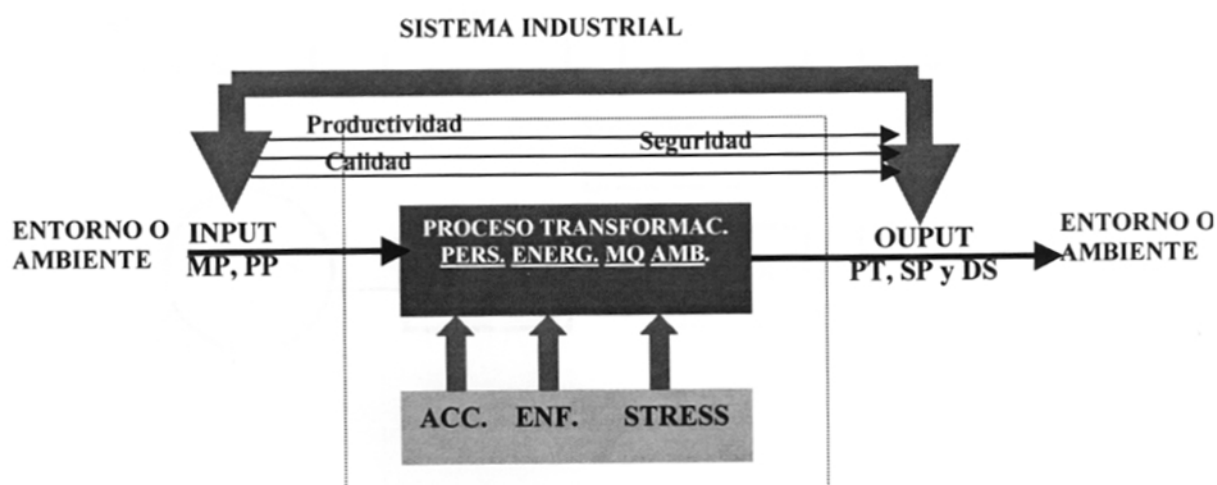 SISTEMA INDUSTRIAL
Productividad
Seguridad
Calidad
ENTORNO O
AMBIENTE
INPUT
MP, PP
PROCESO TRANSFORMAC.
PERS. ENERG. MQ AMB.
OUPUT
PT, SP y DS
ENTORNO O
AMBIENTE
ACC. ENF. STRESS